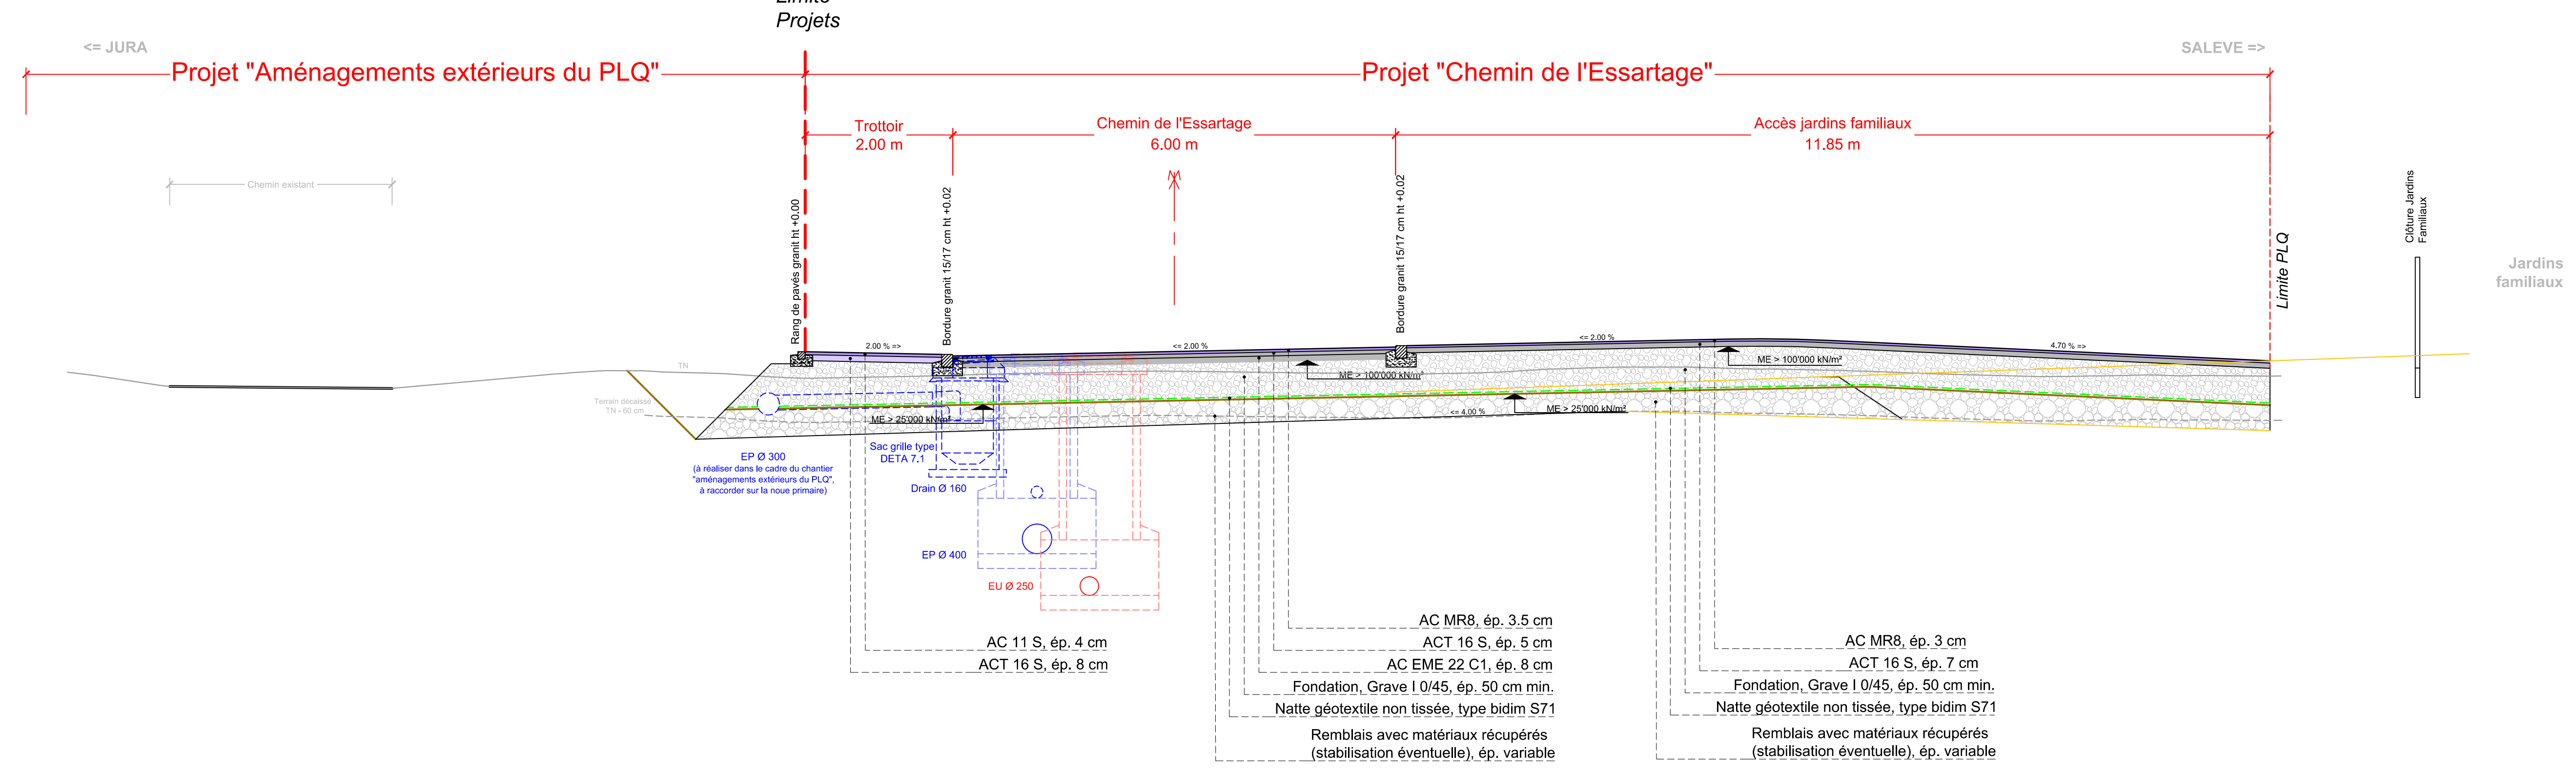 Projets
<= JURA
SALEVE =>
Projet "Aménagements extérieurs du PLQ"
Projet "Chemin de l'Essartage"
Trottoir
2.00 m
Chemin de l'Essartage
6.00 m
Accès jardins familiaux
11.85 m
Chemin existant
Rang de pavés granit ht +0.00
Bordure granit 15/17 cm ht +0.02
Bordure granit 15/17 cm ht +0.02
Limite PLQ
Clôture Jardins
Familiaux
Jardins
familiaux
2.00 % =>
<= 2.00 %
<= 2.00 %
4.70 % =>
TN
ME > 100'000 kN/m²
ME > 100'000 kN/m²
Terrain décaissé
TN - 60 cm
ME > 25'000 kN/m²
<= 4.00 %
ME > 25'000 kN/m²
EP Ø 300
(à réaliser dans le cadre du chantier
"aménagements extérieurs du PLQ",
à raccorder sur la noue primaire)
Sac grille type
DETA 7.1
Drain Ø 160
EP Ø 400
EU Ø 250
AC 11 S, ép. 4 cm
ACT 16 S, ép. 8 cm
AC MR8, ép. 3.5 cm
ACT 16 S, ép. 5 cm
AC EME 22 C1, ép. 8 cm
Fondation, Grave I 0/45, ép. 50 cm min.
Natte géotextile non tissée, type bidim S71
Remblais avec matériaux récupérés
(stabilisation éventuelle), ép. variable
AC MR8, ép. 3 cm
ACT 16 S, ép. 7 cm
Fondation, Grave I 0/45, ép. 50 cm min.
Natte géotextile non tissée, type bidim S71
Remblais avec matériaux récupérés
(stabilisation éventuelle), ép. variable